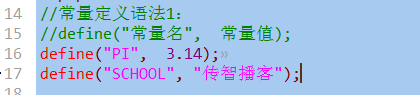 14 //常量定义语法1：
15 //define("常量名", 常量值);
16 define("PI", 3.14);»
17 define("SCHOOL", "传智播客");